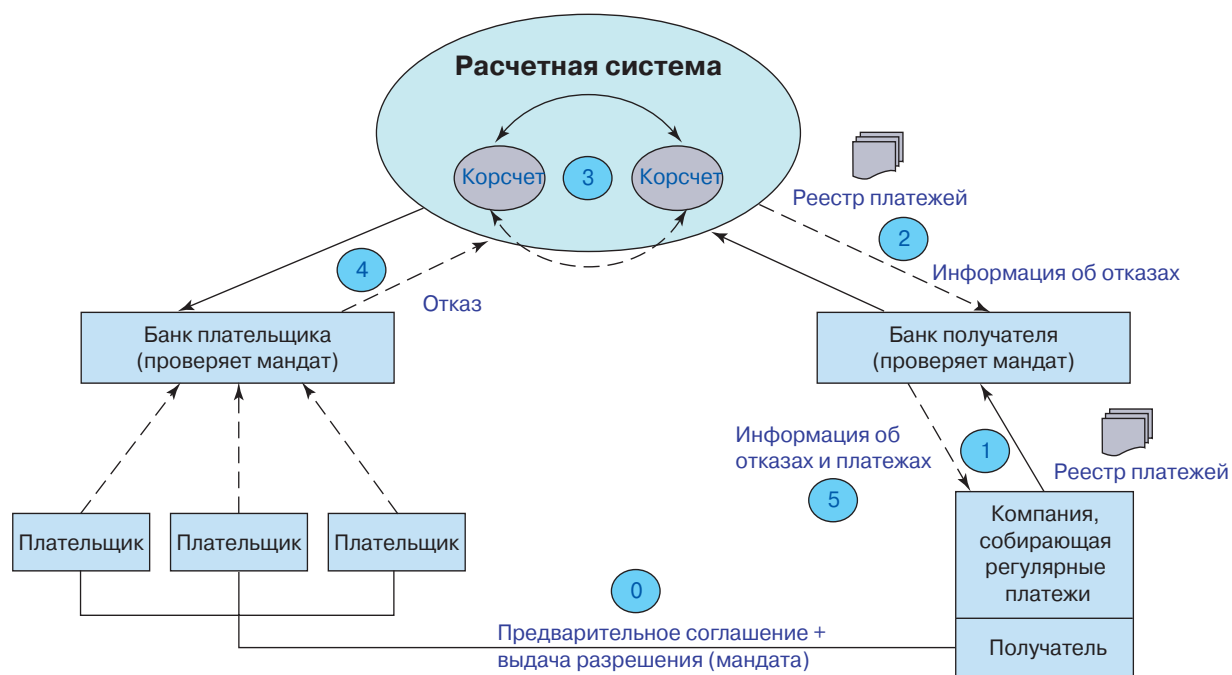 Расчетная система
Корсчет
3
Корсчет
Реестр платежей
2
Информация об отказах
4
Отказ
Банк плательщика
(проверяет мандат)
Банк получателя
(проверяет мандат)
Информация об
отказах и платежах
5
1
Реестр платежей
Плательщик
Плательщик
Плательщик
Компания,
собирающая
регулярные
платежи
Получатель
0
Предварительное соглашение +
выдача разрешения (мандата)